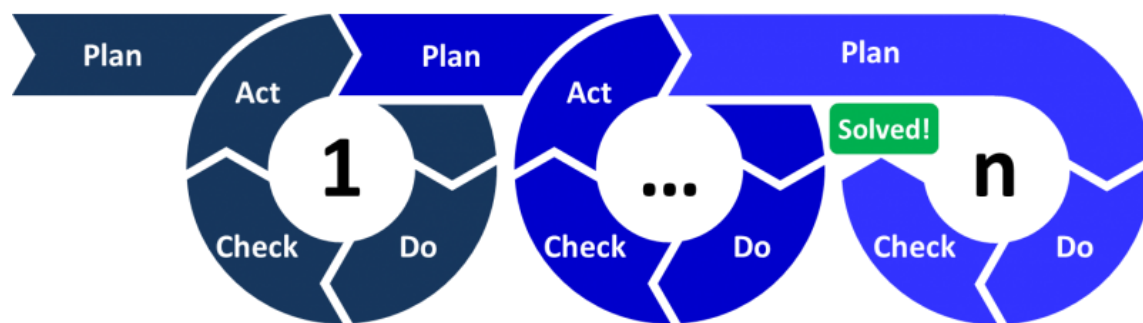 Plan
Plan
Plan
Act
Act
Solved!
1
...
n
Check
Do
Check
Do
Check
Do